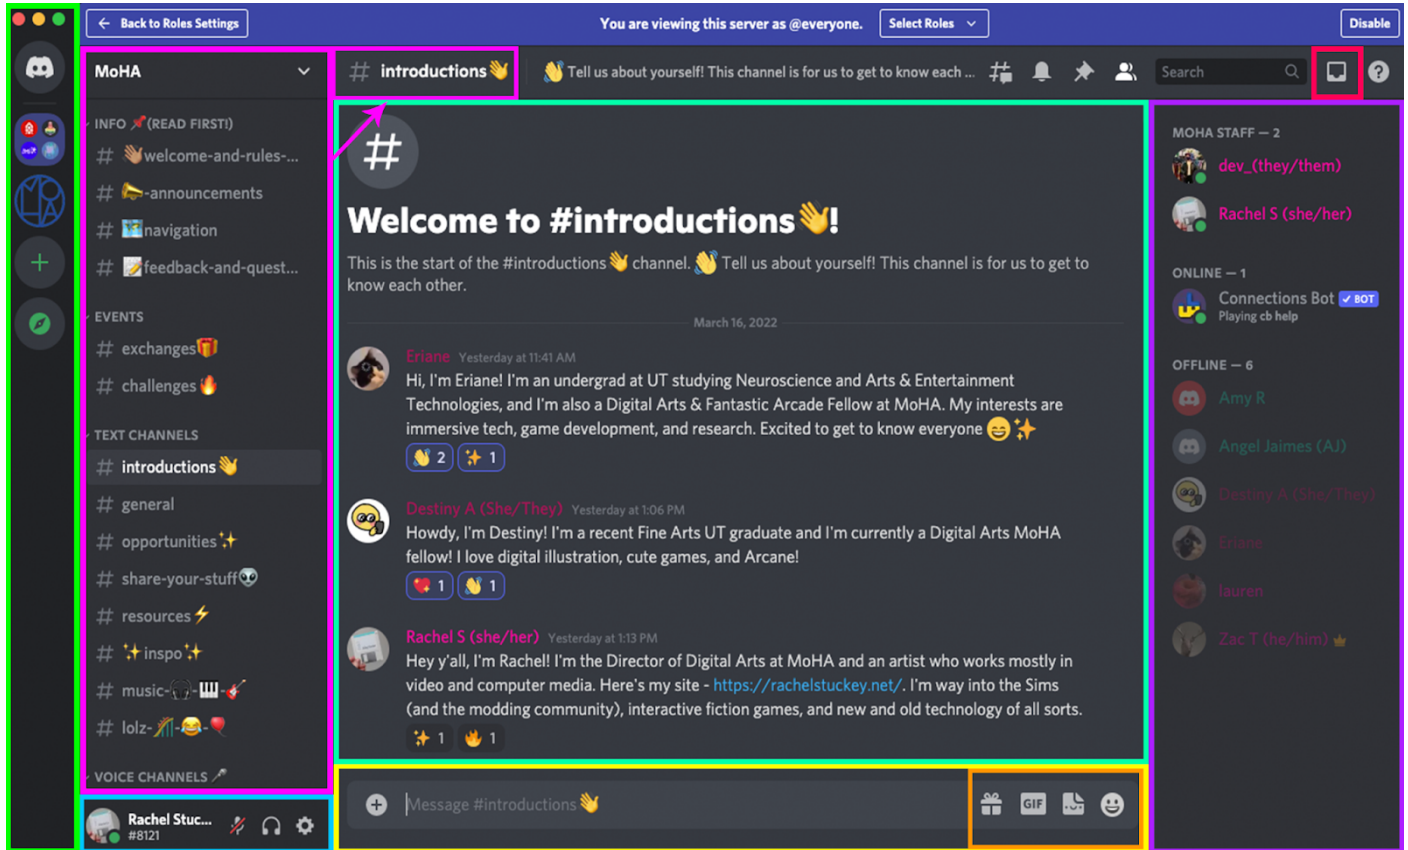 ← Back to Roles Settings
You are viewing this server as @everyone.
Select Roles
Disable
MoHA
# introductions👋
👋 Tell us about yourself! This channel is for us to get to know each ...
Search
INFO 📌(READ FIRST!)
# 👋🏽welcome-and-rules-...
# 📣-announcements
# 🗺️navigation
# 📝feedback-and-quest...
EVENTS
# exchanges🎁
# challenges🔥
TEXT CHANNELS
# introductions👋
# general
# opportunities✨
# share-your-stuff👽
# resources⚡
# ✨inspo✨
# music-🎧-🎹-🎸
# lolz-🎢-😂-🎈
VOICE CHANNELS 🎤
Rachel Stuc...
#8121
#
Welcome to #introductions👋!
This is the start of the #introductions👋 channel. 👋 Tell us about yourself! This channel is for us to get to
know each other.
March 16, 2022
Eriane Yesterday at 11:41 AM
Hi, I'm Eriane! I'm an undergrad at UT studying Neuroscience and Arts & Entertainment
Technologies, and I'm also a Digital Arts & Fantastic Arcade Fellow at MoHA. My interests are
immersive tech, game development, and research. Excited to get to know everyone 😄✨
👋 2 ✨ 1
Destiny A (She/They) Yesterday at 1:06 PM
Howdy, I'm Destiny! I'm a recent Fine Arts UT graduate and I'm currently a Digital Arts MoHA
fellow! I love digital illustration, cute games, and Arcane!
💖 1 👋 1
Rachel S (she/her) Yesterday at 1:13 PM
Hey y'all, I'm Rachel! I'm the Director of Digital Arts at MoHA and an artist who works mostly in
video and computer media. Here's my site - https://rachelstuckey.net/. I'm way into the Sims
(and the modding community), interactive fiction games, and new and old technology of all sorts.
✨ 1 🔥 1
Message #introductions👋
GIF
MOHA STAFF — 2
dev_(they/them)
Rachel S (she/her)
ONLINE — 1
Connections Bot ✓ BOT
Playing cb help
OFFLINE — 6
Amy R
Angel Jaimes (AJ)
Destiny A (She/They)
Eriane
lauren
Zac T (he/him)